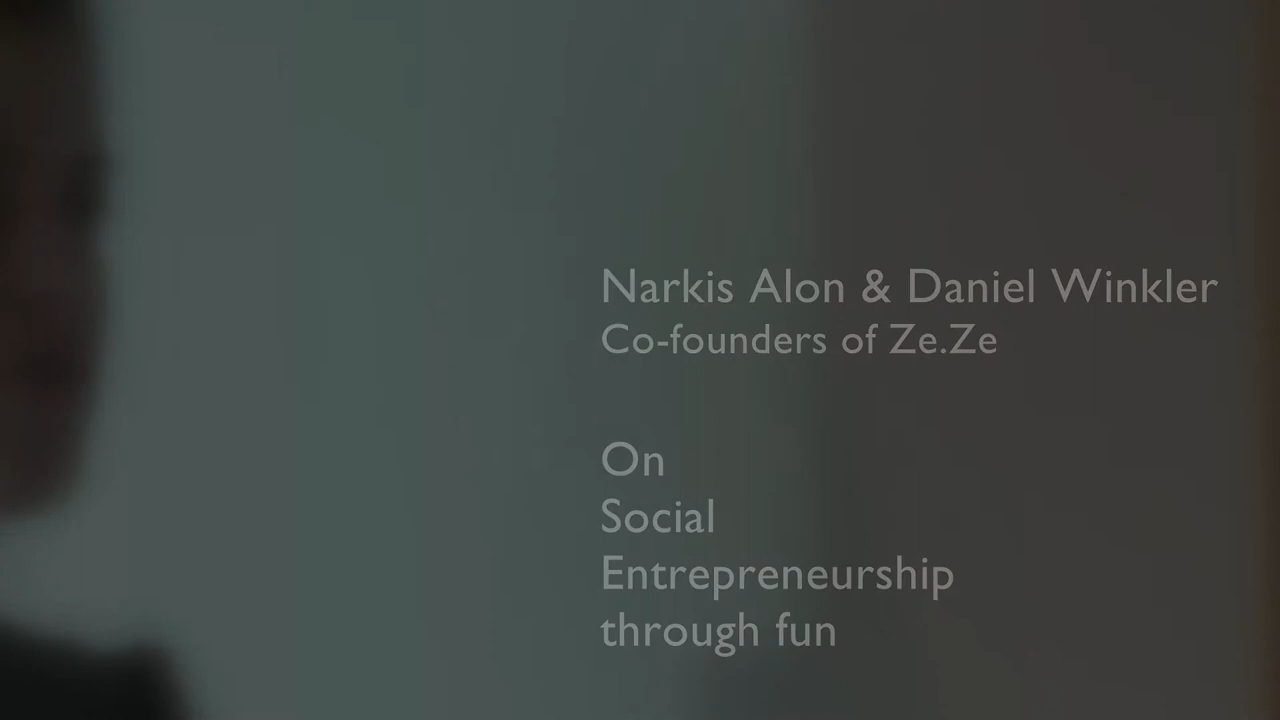 Narkis Alon & Daniel Winkler
Co-founders of Ze.Ze
On
Social
Entrepreneurship
through fun